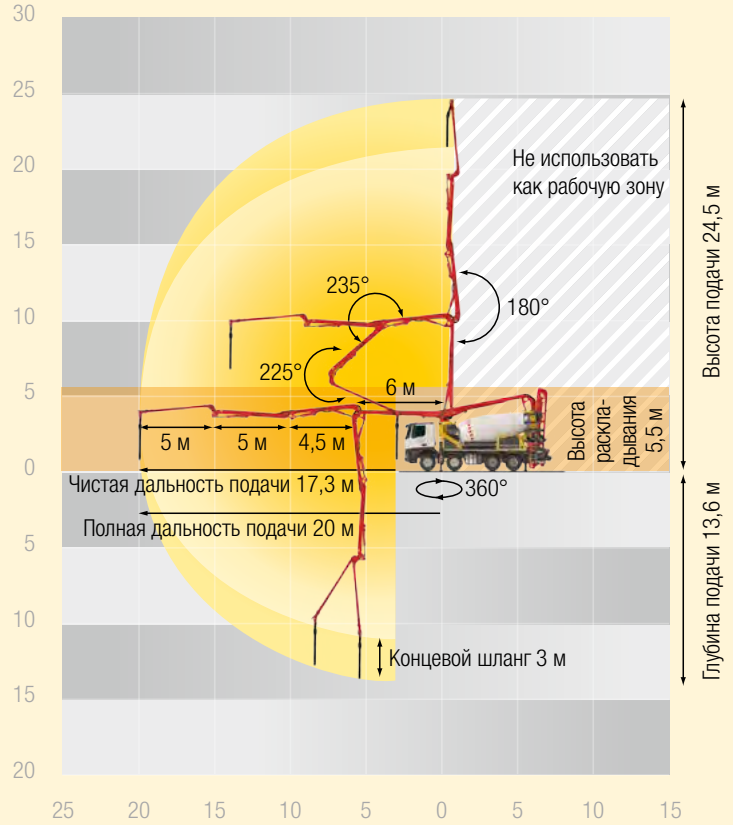 30
25
20
15
10
5
0
5
10
15
20
Не использовать
как рабочую зону
235°
180°
225°
6 м
5 м
5 м
4,5 м
Высота
раскла-
дывания
5,5 м
Чистая дальность подачи 17,3 м
360°
Полная дальность подачи 20 м
Концевой шланг 3 м
Высота подачи 24,5 м
Глубина подачи 13,6 м
25
20
15
10
5
0
5
10
15